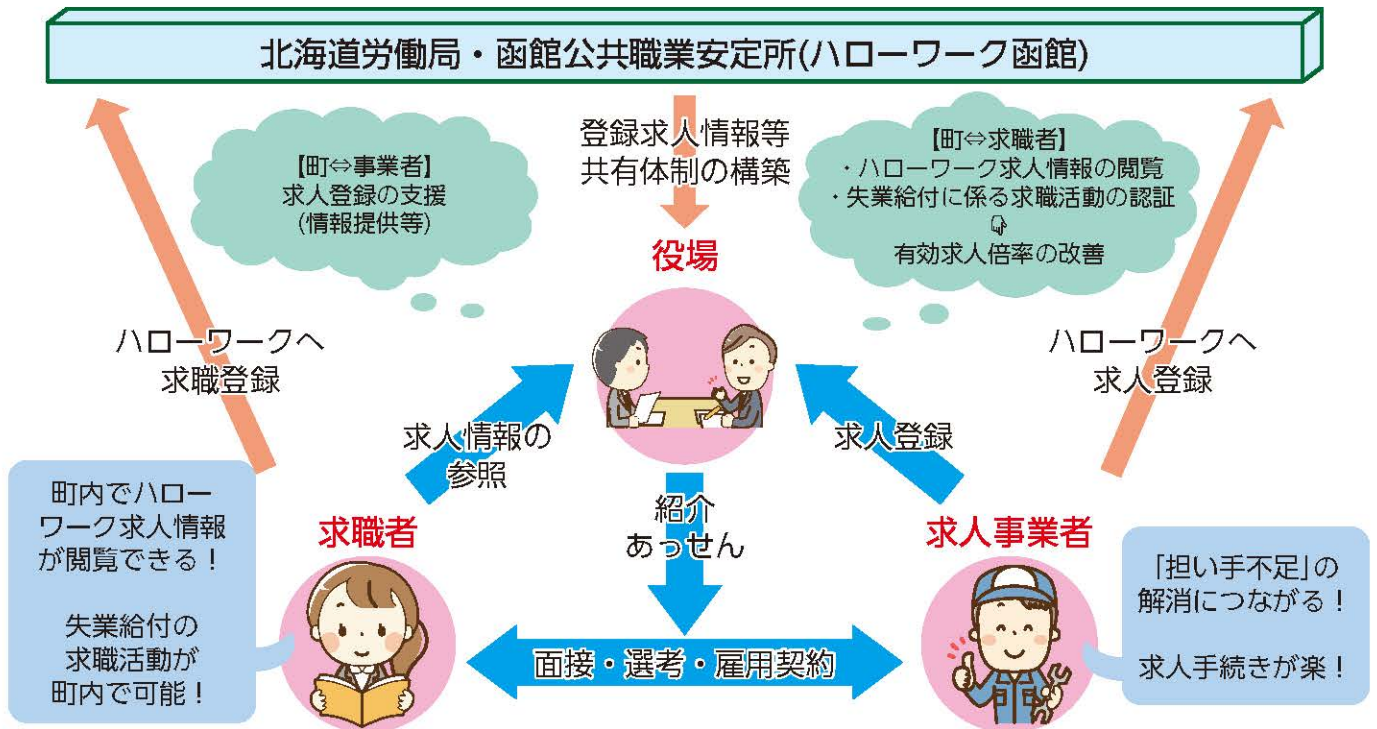 北海道労働局・函館公共職業安定所(ハローワーク函館)
【町⇔事業者】
求人登録の支援
(情報提供等)
登録求人情報等
共有体制の構築
【町⇔求職者】
・ハローワーク求人情報の閲覧
・失業給付に係る求職活動の認証
☟
有効求人倍率の改善
役場
ハローワークへ
求職登録
ハローワークへ
求人登録
求人情報の
参照
求人登録
町内でハロー
ワーク求人情報
が閲覧できる！
失業給付の
求職活動が
町内で可能！
求職者
紹介
あっせん
求人事業者
「担い手不足」の
解消につながる！
求人手続きが楽！
面接・選考・雇用契約